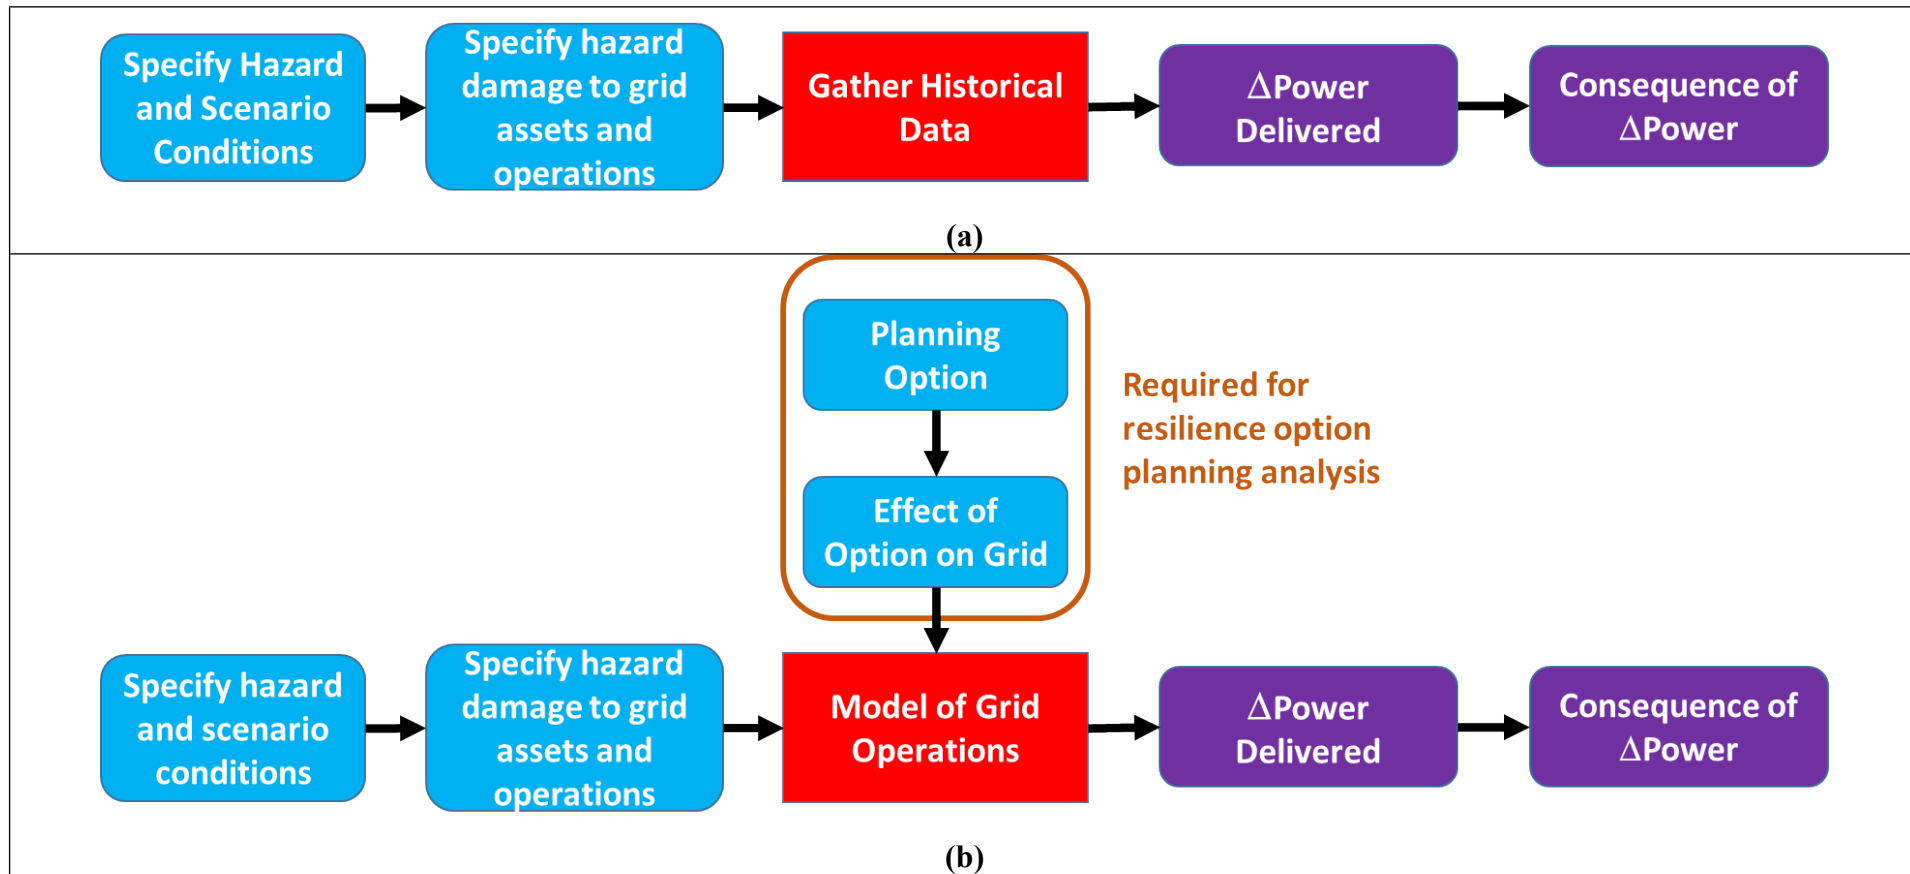 Specify Hazard
and Scenario
Conditions
Specify hazard
damage to grid
assets and
operations
Gather Historical
Data
ΔPower
Delivered
Consequence of
ΔPower
(a)
Planning
Option
Effect of
Option on Grid
Required for
resilience option
planning analysis
Specify hazard
and scenario
conditions
Specify hazard
damage to grid
assets and
operations
Model of Grid
Operations
ΔPower
Delivered
Consequence of
ΔPower
(b)